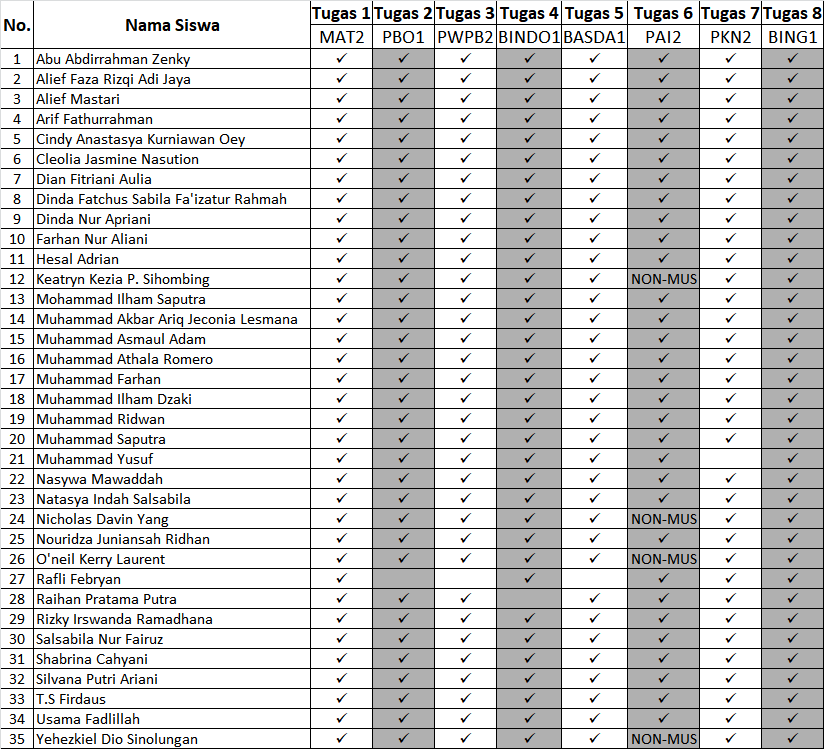 No. Nama Siswa Tugas 1 Tugas 2 Tugas 3 Tugas 4 Tugas 5 Tugas 6 Tugas 7 Tugas 8
MAT2 PBO1 PWPB2 BINDO1 BASDA1 PAI2 PKN2 BING1
1 Abu Abdirrahman Zenky ✓ ✓ ✓ ✓ ✓ ✓ ✓ ✓
2 Alief Faza Rizqi Adi Jaya ✓ ✓ ✓ ✓ ✓ ✓ ✓ ✓
3 Alief Mastari ✓ ✓ ✓ ✓ ✓ ✓ ✓ ✓
4 Arif Fathurrahman ✓ ✓ ✓ ✓ ✓ ✓ ✓ ✓
5 Cindy Anastasya Kurniawan Oey ✓ ✓ ✓ ✓ ✓ ✓ ✓ ✓
6 Cleolia Jasmine Nasution ✓ ✓ ✓ ✓ ✓ ✓ ✓ ✓
7 Dian Fitriani Aulia ✓ ✓ ✓ ✓ ✓ ✓ ✓ ✓
8 Dinda Fatchus Sabila Fa'izatur Rahmah ✓ ✓ ✓ ✓ ✓ ✓ ✓ ✓
9 Dinda Nur Apriani ✓ ✓ ✓ ✓ ✓ ✓ ✓ ✓
10 Farhan Nur Aliani ✓ ✓ ✓ ✓ ✓ ✓ ✓ ✓
11 Hesal Adrian ✓ ✓ ✓ ✓ ✓ ✓ ✓ ✓
12 Keatryn Kezia P. Sihombing ✓ ✓ ✓ ✓ ✓ NON-MUS ✓ ✓
13 Mohammad Ilham Saputra ✓ ✓ ✓ ✓ ✓ ✓ ✓ ✓
14 Muhammad Akbar Ariq Jeconia Lesmana ✓ ✓ ✓ ✓ ✓ ✓ ✓ ✓
15 Muhammad Asmaul Adam ✓ ✓ ✓ ✓ ✓ ✓ ✓ ✓
16 Muhammad Athala Romero ✓ ✓ ✓ ✓ ✓ ✓ ✓ ✓
17 Muhammad Farhan ✓ ✓ ✓ ✓ ✓ ✓ ✓ ✓
18 Muhammad Ilham Dzaki ✓ ✓ ✓ ✓ ✓ ✓ ✓ ✓
19 Muhammad Ridwan ✓ ✓ ✓ ✓ ✓ ✓ ✓ ✓
20 Muhammad Saputra ✓ ✓ ✓ ✓ ✓ ✓ ✓ ✓
21 Muhammad Yusuf ✓ ✓ ✓ ✓ ✓ ✓ ✓
22 Nasywa Mawaddah ✓ ✓ ✓ ✓ ✓ ✓ ✓ ✓
23 Natasya Indah Salsabila ✓ ✓ ✓ ✓ ✓ ✓ ✓ ✓
24 Nicholas Davin Yang ✓ ✓ ✓ ✓ ✓ NON-MUS ✓ ✓
25 Nouridza Juniansah Ridhan ✓ ✓ ✓ ✓ ✓ ✓ ✓ ✓
26 O'neil Kerry Laurent ✓ ✓ ✓ ✓ ✓ NON-MUS ✓ ✓
27 Rafli Febryan ✓ ✓ ✓ ✓ ✓
28 Raihan Pratama Putra ✓ ✓ ✓ ✓ ✓ ✓ ✓
29 Rizky Irswanda Ramadhana ✓ ✓ ✓ ✓ ✓ ✓ ✓ ✓
30 Salsabila Nur Fairuz ✓ ✓ ✓ ✓ ✓ ✓ ✓ ✓
31 Shabrina Cahyani ✓ ✓ ✓ ✓ ✓ ✓ ✓ ✓
32 Silvana Putri Ariani ✓ ✓ ✓ ✓ ✓ ✓ ✓ ✓
33 T.S Firdaus ✓ ✓ ✓ ✓ ✓ ✓ ✓ ✓
34 Usama Fadlillah ✓ ✓ ✓ ✓ ✓ ✓ ✓ ✓
35 Yehezkiel Dio Sinolungan ✓ ✓ ✓ ✓ ✓ NON-MUS ✓ ✓